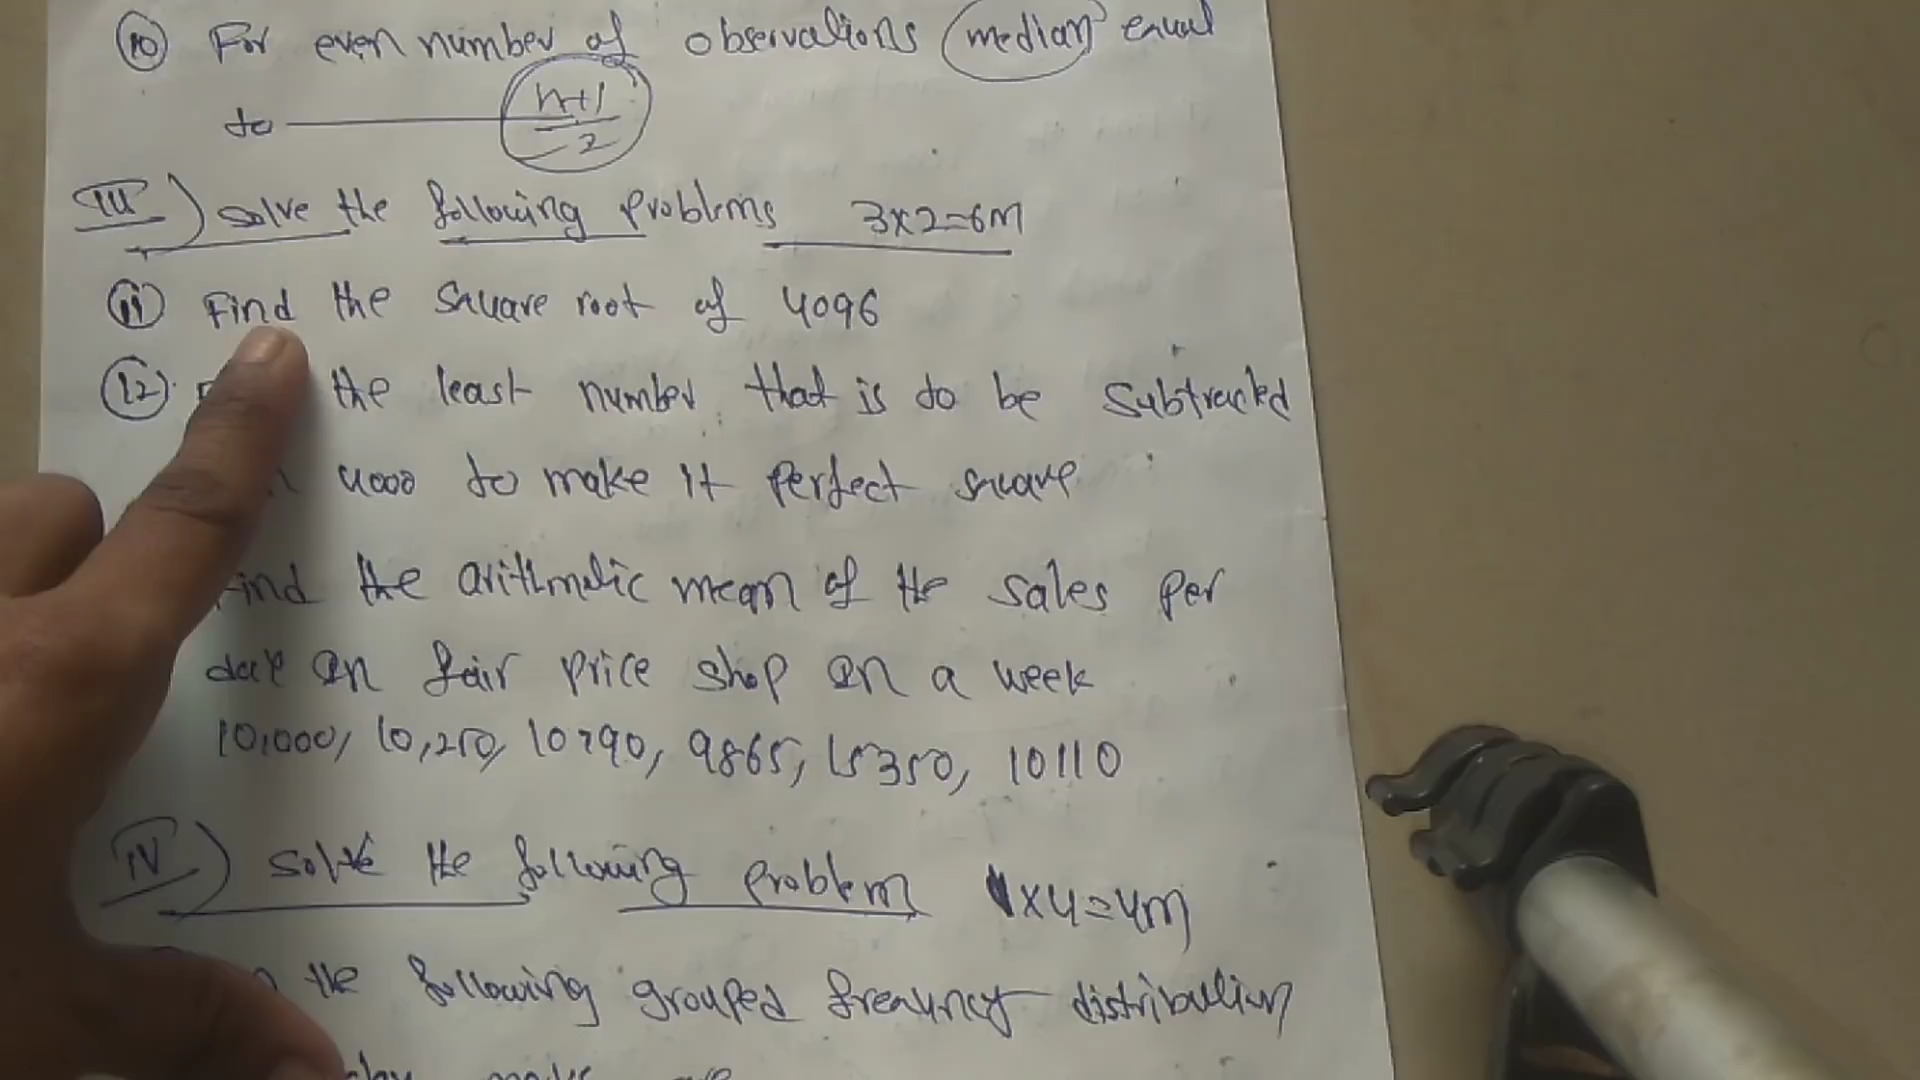 10 For even number of observations median equal
to n+1/2
III) solve the following problems 3x2=6M
11 Find the square root of 4096
12 the least number that is to be subtracted
4000 to make it perfect square
Find the arithmetic mean of the sales per
day in fair price shop in a week
10,000, 10,250, 10790, 9865, 15350, 10110
IV) solve the following problem 1x4=4M
the following grouped frequency distribution